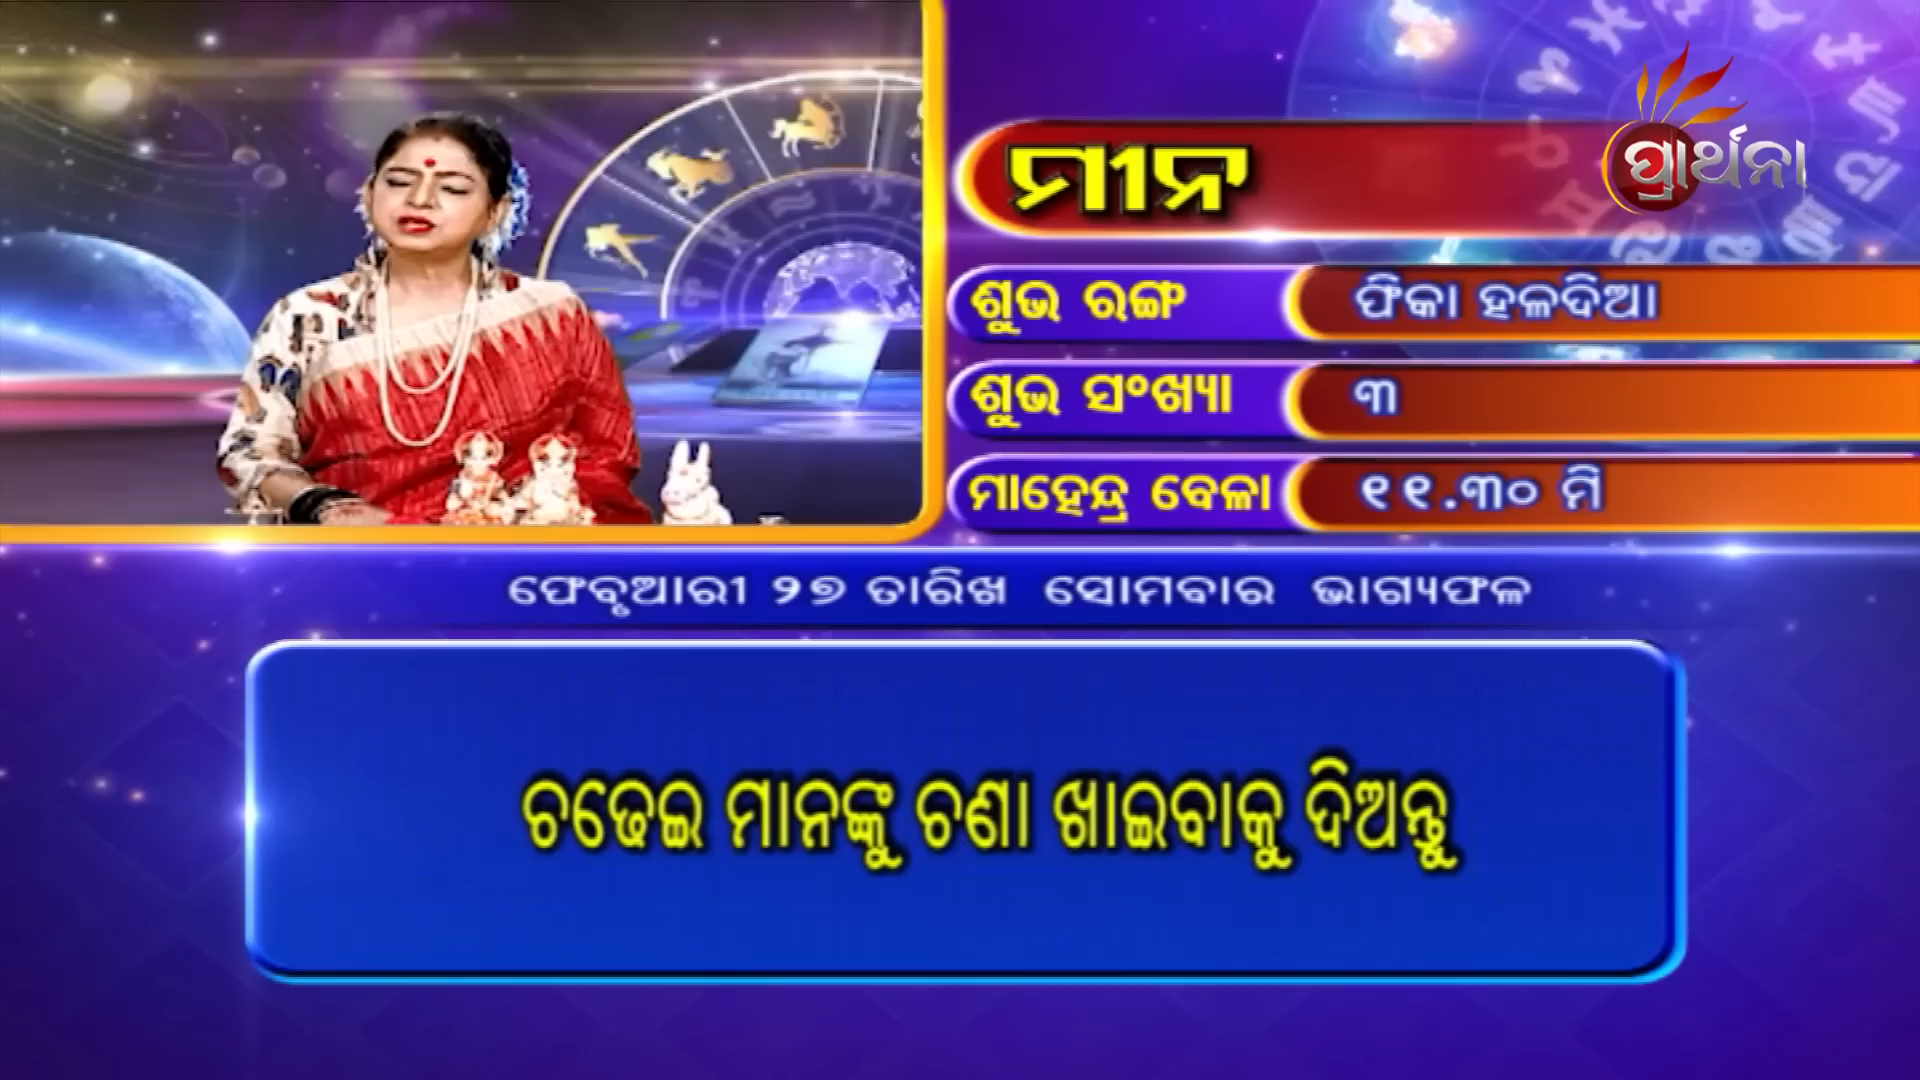 ପ୍ରାର୍ଥନା
ମୀନ
ଶୁଭ ରଙ୍ଗ ଫିକା ହଳଦିଆ
ଶୁଭ ସଂଖ୍ୟା ୩
ମାହେନ୍ଦ୍ର ବେଳା ୧୧.୩୦ ମି
ଫେବୃଆରୀ ୨୭ ତାରିଖ ସୋମବାର ଭାଗ୍ୟଫଳ
ଚଢେଇ ମାନଙ୍କୁ ଚଣା ଖାଇବାକୁ ଦିଅନ୍ତୁ